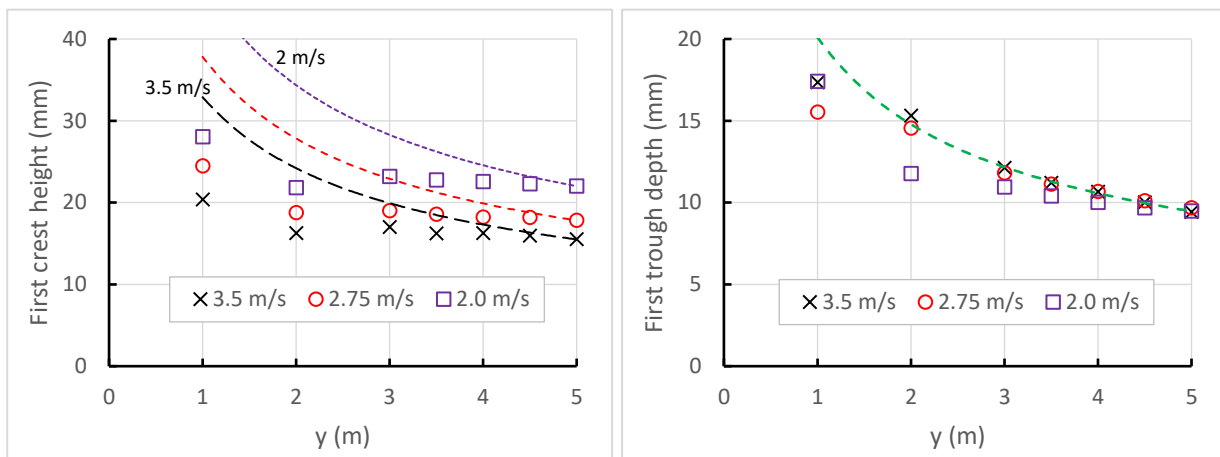 40
30
20
10
0
First crest height (mm)
2 m/s
3.5 m/s
3.5 m/s 2.75 m/s 2.0 m/s
0 1 2 3 4 5
y (m)
20
15
10
5
0
First trough depth (mm)
3.5 m/s 2.75 m/s 2.0 m/s
0 1 2 3 4 5
y (m)